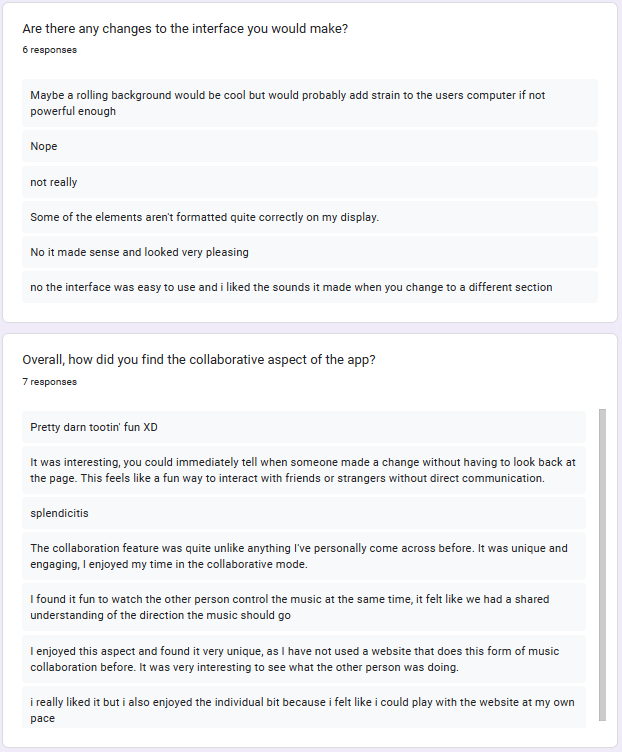 Are there any changes to the interface you would make?
6 responses
Maybe a rolling background would be cool but would probably add strain to the users computer if not
powerful enough
Nope
not really
Some of the elements aren't formatted quite correctly on my display.
No it made sense and looked very pleasing
no the interface was easy to use and i liked the sounds it made when you change to a different section
Overall, how did you find the collaborative aspect of the app?
7 responses
Pretty darn tootin' fun XD
It was interesting, you could immediately tell when someone made a change without having to look back at
the page. This feels like a fun way to interact with friends or strangers without direct communication.
splendicitis
The collaboration feature was quite unlike anything I've personally come across before. It was unique and
engaging, I enjoyed my time in the collaborative mode.
I found it fun to watch the other person control the music at the same time, it felt like we had a shared
understanding of the direction the music should go
I enjoyed this aspect and found it very unique, as I have not used a website that does this form of music
collaboration before. It was very interesting to see what the other person was doing.
i really liked it but i also enjoyed the individual bit because i felt like i could play with the website at my own
pace